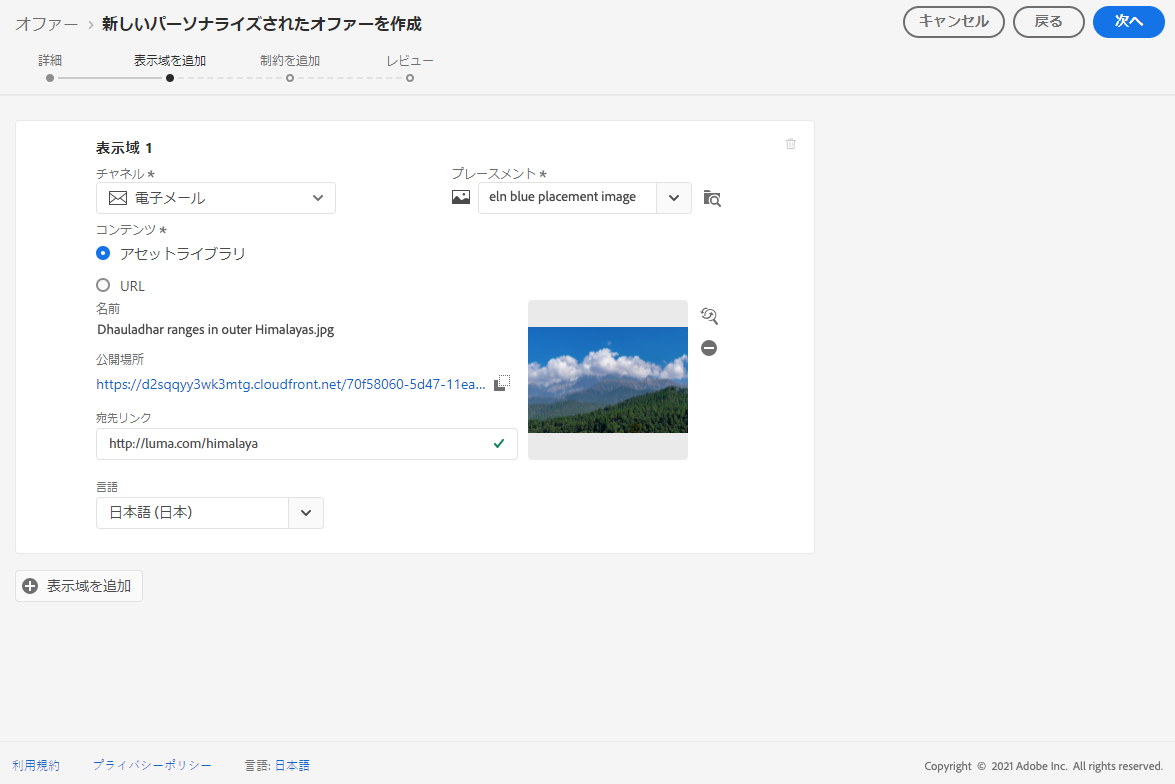 オファー > 新しいパーソナライズされたオファーを作成
キャンセル 戻る 次へ
詳細 表示域を追加 制約を追加 レビュー
表示域 1
チャネル * プレースメント *
電子メール eln blue placement image
コンテンツ *
アセットライブラリ
URL
名前
Dhauladhar ranges in outer Himalayas.jpg
公開場所
https://d2sqqyy3wk3mtg.cloudfront.net/70f58060-5d47-11ea...
宛先リンク
http://luma.com/himalaya
言語
日本語 (日本)
表示域を追加
利用規約 プライバシーポリシー 言語: 日本語 Copyright © 2021 Adobe Inc. All rights reserved.